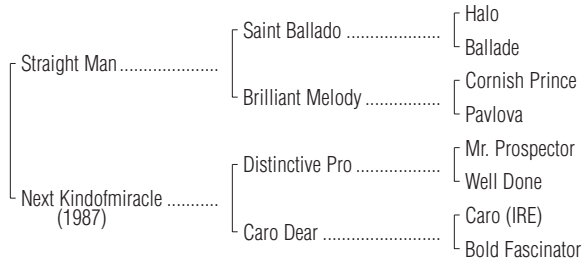 Halo
Saint Ballado ....................
Ballade
Straight Man .....................
Cornish Prince
Brilliant Melody ................
Pavlova
Mr. Prospector
Distinctive Pro ..................
Well Done
Next Kindofmiracle ...........
(1987)
Caro (IRE)
Caro Dear .........................
Bold Fascinator